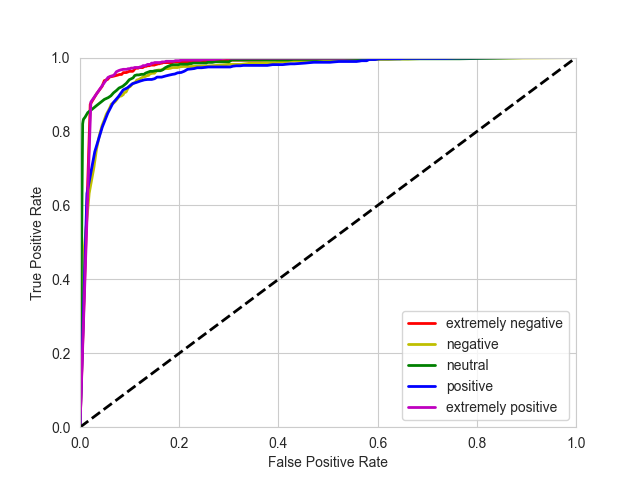 1.0
0.8
0.6
0.4
0.2
0.0
True Positive Rate
extremely negative
negative
neutral
positive
extremely positive
0.0 0.2 0.4 0.6 0.8 1.0
False Positive Rate